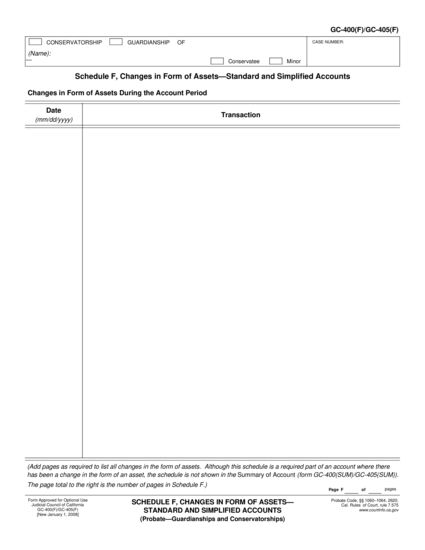 GC-400(F)/GC-405(F)
CONSERVATORSHIP GUARDIANSHIP OF
CASE NUMBER:
(Name):
Conservatee Minor
Schedule F, Changes in Form of Assets—Standard and Simplified Accounts
Changes in Form of Assets During the Account Period
Date
(mm/dd/yyyy)
Transaction
(Add pages as required to list all changes in the form of assets. Although this schedule is a required part of an account where there
has been a change in the form of an asset, the schedule is not shown in the Summary of Account (form GC-400(SUM)/GC-405(SUM)).
The page total to the right is the number of pages in Schedule F.)
Page F ____ of ____ pages
Form Approved for Optional Use
Judicial Council of California
GC-400(F)/GC-405(F)
[New January 1, 2008]
SCHEDULE F, CHANGES IN FORM OF ASSETS—
STANDARD AND SIMPLIFIED ACCOUNTS
(Probate—Guardianships and Conservatorships)
Probate Code, §§ 1060–1064, 2620;
Cal. Rules of Court, rule 7.575
www.courtinfo.ca.gov